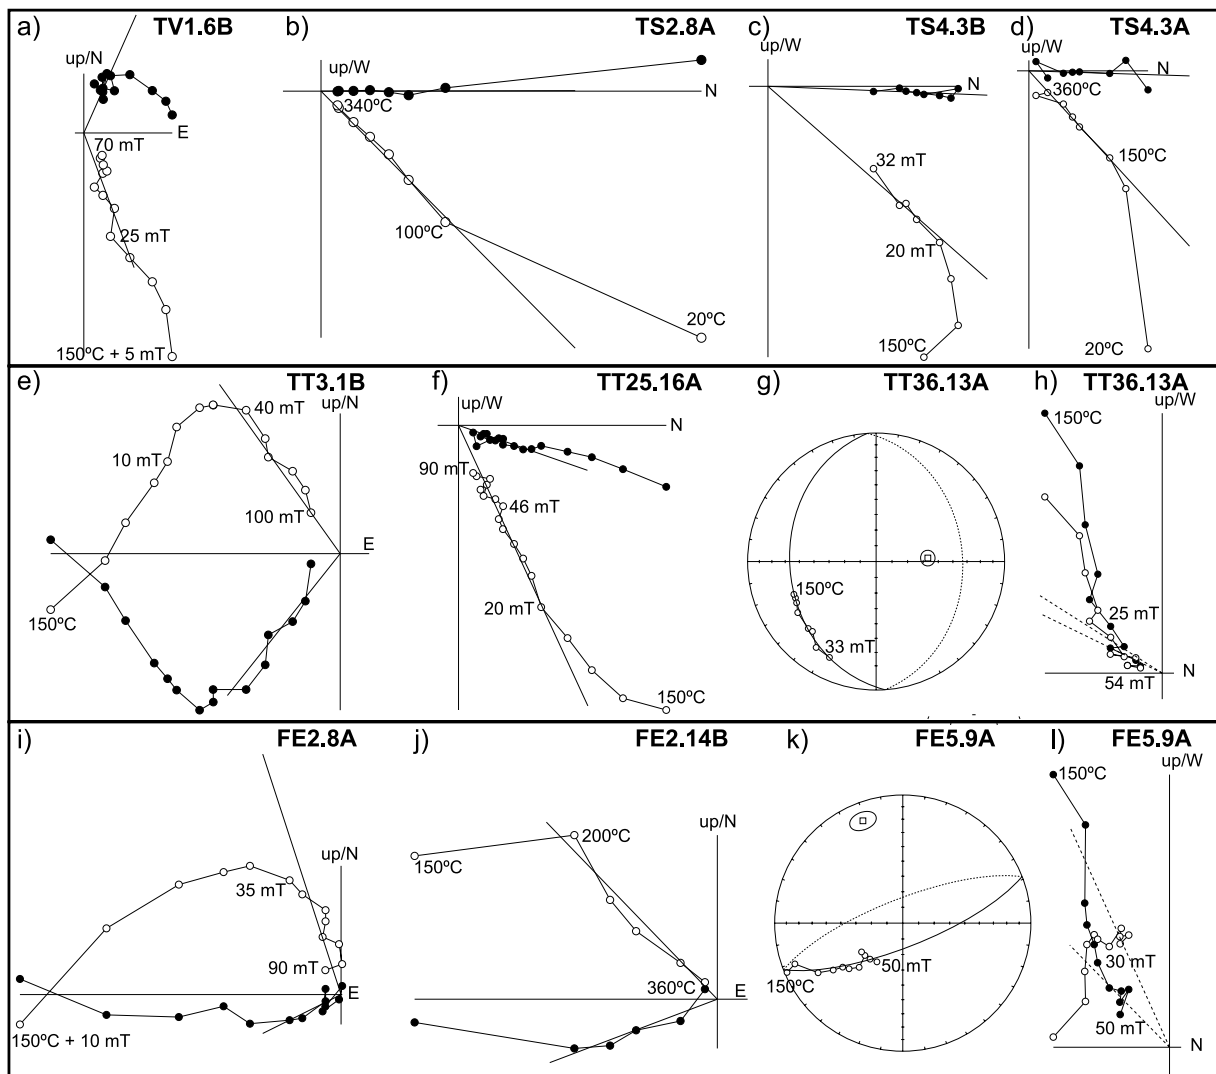 a) TV1.6B
up/N
E
70 mT
25 mT
150ºC + 5 mT
b) TS2.8A
up/W
N
340ºC
100ºC
20ºC
c) TS4.3B
up/W
N
32 mT
20 mT
150ºC
d) TS4.3A
up/W
N
360ºC
150ºC
20ºC
e) TT3.1B
up/N
40 mT
10 mT
100 mT
E
150ºC
f) TT25.16A
up/W
N
90 mT
46 mT
20 mT
150ºC
g) TT36.13A
150ºC
33 mT
h) TT36.13A
up/W
150ºC
25 mT
N
54 mT
i) FE2.8A
up/N
35 mT
90 mT
E
150ºC + 10 mT
j) FE2.14B
up/N
200ºC
150ºC
360ºC
E
k) FE5.9A
50 mT
150ºC
l) FE5.9A
up/W
150ºC
30 mT
50 mT
N